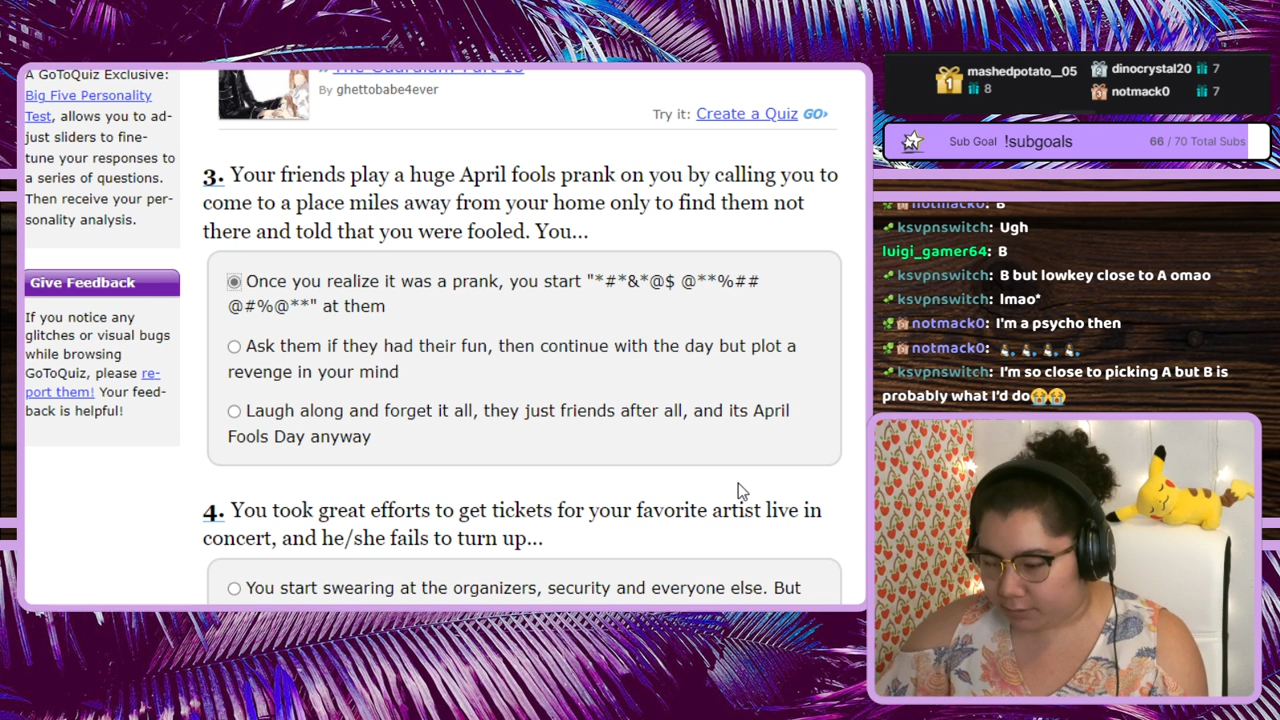 A GoToQuiz Exclusive:
Big Five Personality
Test, allows you to ad-
just sliders to fine-
tune your responses to
a series of questions.
Then receive your per-
sonality analysis.
Give Feedback
If you notice any
glitches or visual bugs
while browsing
GoToQuiz, please re-
port them! Your feed-
back is helpful!
By ghettobabe4ever
Try it: Create a Quiz GO›
3. Your friends play a huge April fools prank on you by calling you to
come to a place miles away from your home only to find them not
there and told that you were fooled. You...
Once you realize it was a prank, you start "*#*&*@$ @**%##
@#%@**" at them
Ask them if they had their fun, then continue with the day but plot a
revenge in your mind
Laugh along and forget it all, they just friends after all, and its April
Fools Day anyway
4. You took great efforts to get tickets for your favorite artist live in
concert, and he/she fails to turn up...
You start swearing at the organizers, security and everyone else. But
1 mashedpotato__05
8
2 dinocrystal20 7
3 notmack0 7
Sub Goal !subgoals 66 / 70 Total Subs
notmack0: B
ksvpnswitch: Ugh
luigi_gamer64: B
ksvpnswitch: B but lowkey close to A omao
ksvpnswitch: lmao*
notmack0: I'm a psycho then
notmack0:
ksvpnswitch: I'm so close to picking A but B is
probably what I'd do😭😭